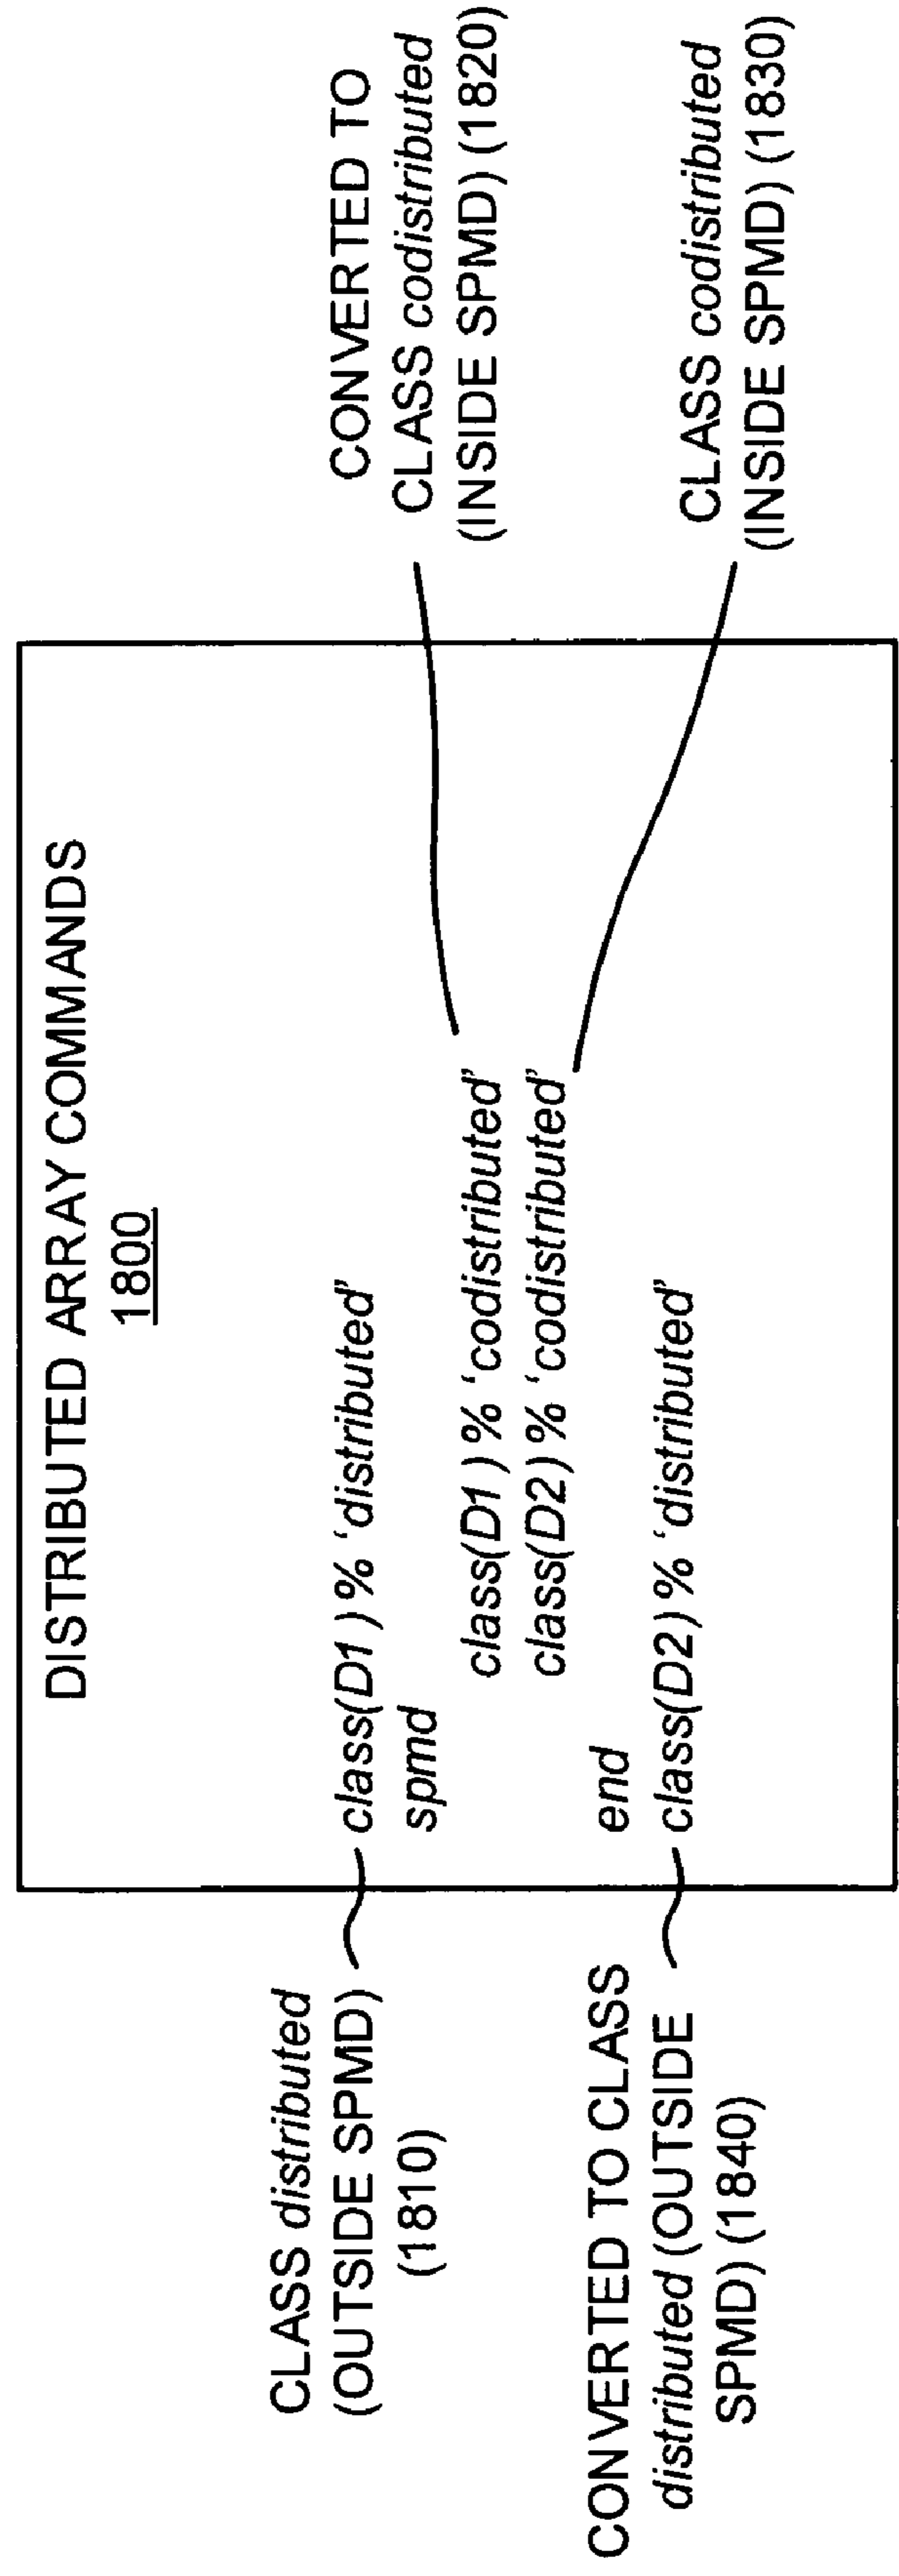 DISTRIBUTED ARRAY COMMANDS
1800
CLASS distributed
(OUTSIDE SPMD)
(1810)
class(D1) % ‘distributed’
spmd
class(D1) % ‘codistributed’
class(D2) % ‘codistributed’
end
class(D2) % ‘distributed’
CONVERTED TO CLASS
distributed (OUTSIDE
SPMD) (1840)
CONVERTED TO
CLASS codistributed
(INSIDE SPMD) (1820)
CLASS codistributed
(INSIDE SPMD) (1830)